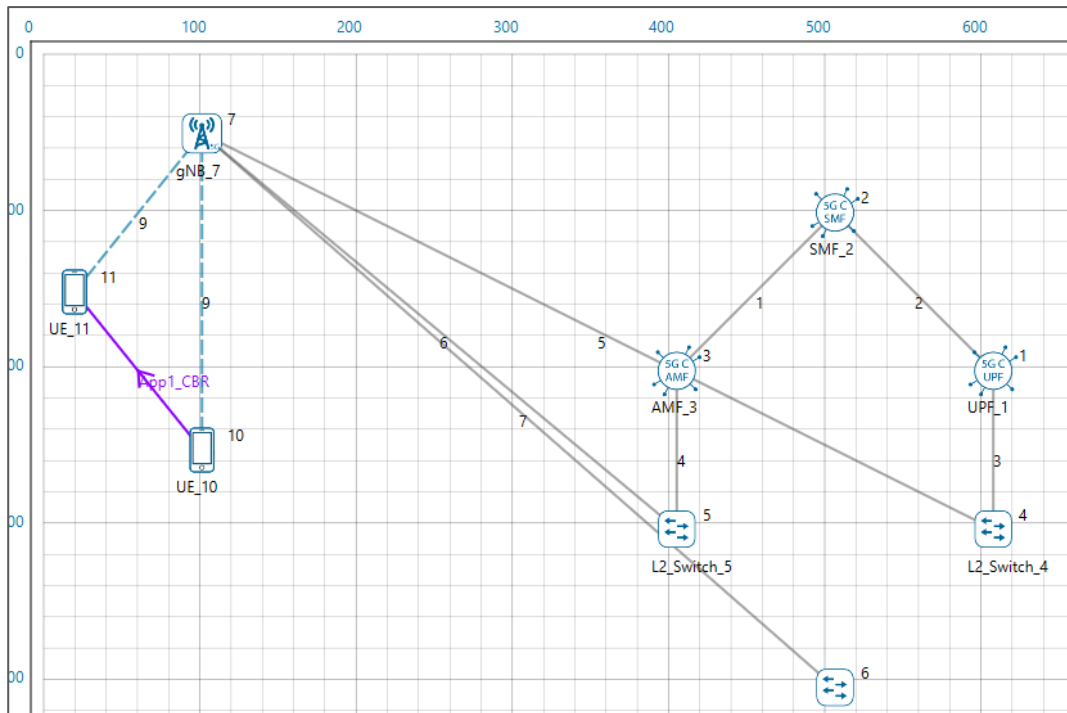 0 100 200 300 400 500 600
0
7
gNB_7
00
5G C
SMF
2
SMF_2
9
11
UE_11
9
1
2
6
5
00
5G C
AMF
3
AMF_3
5G C
UPF
1
UPF_1
App1_CBR
7
10
UE_10
4
3
00
5
L2_Switch_5
4
L2_Switch_4
00
6